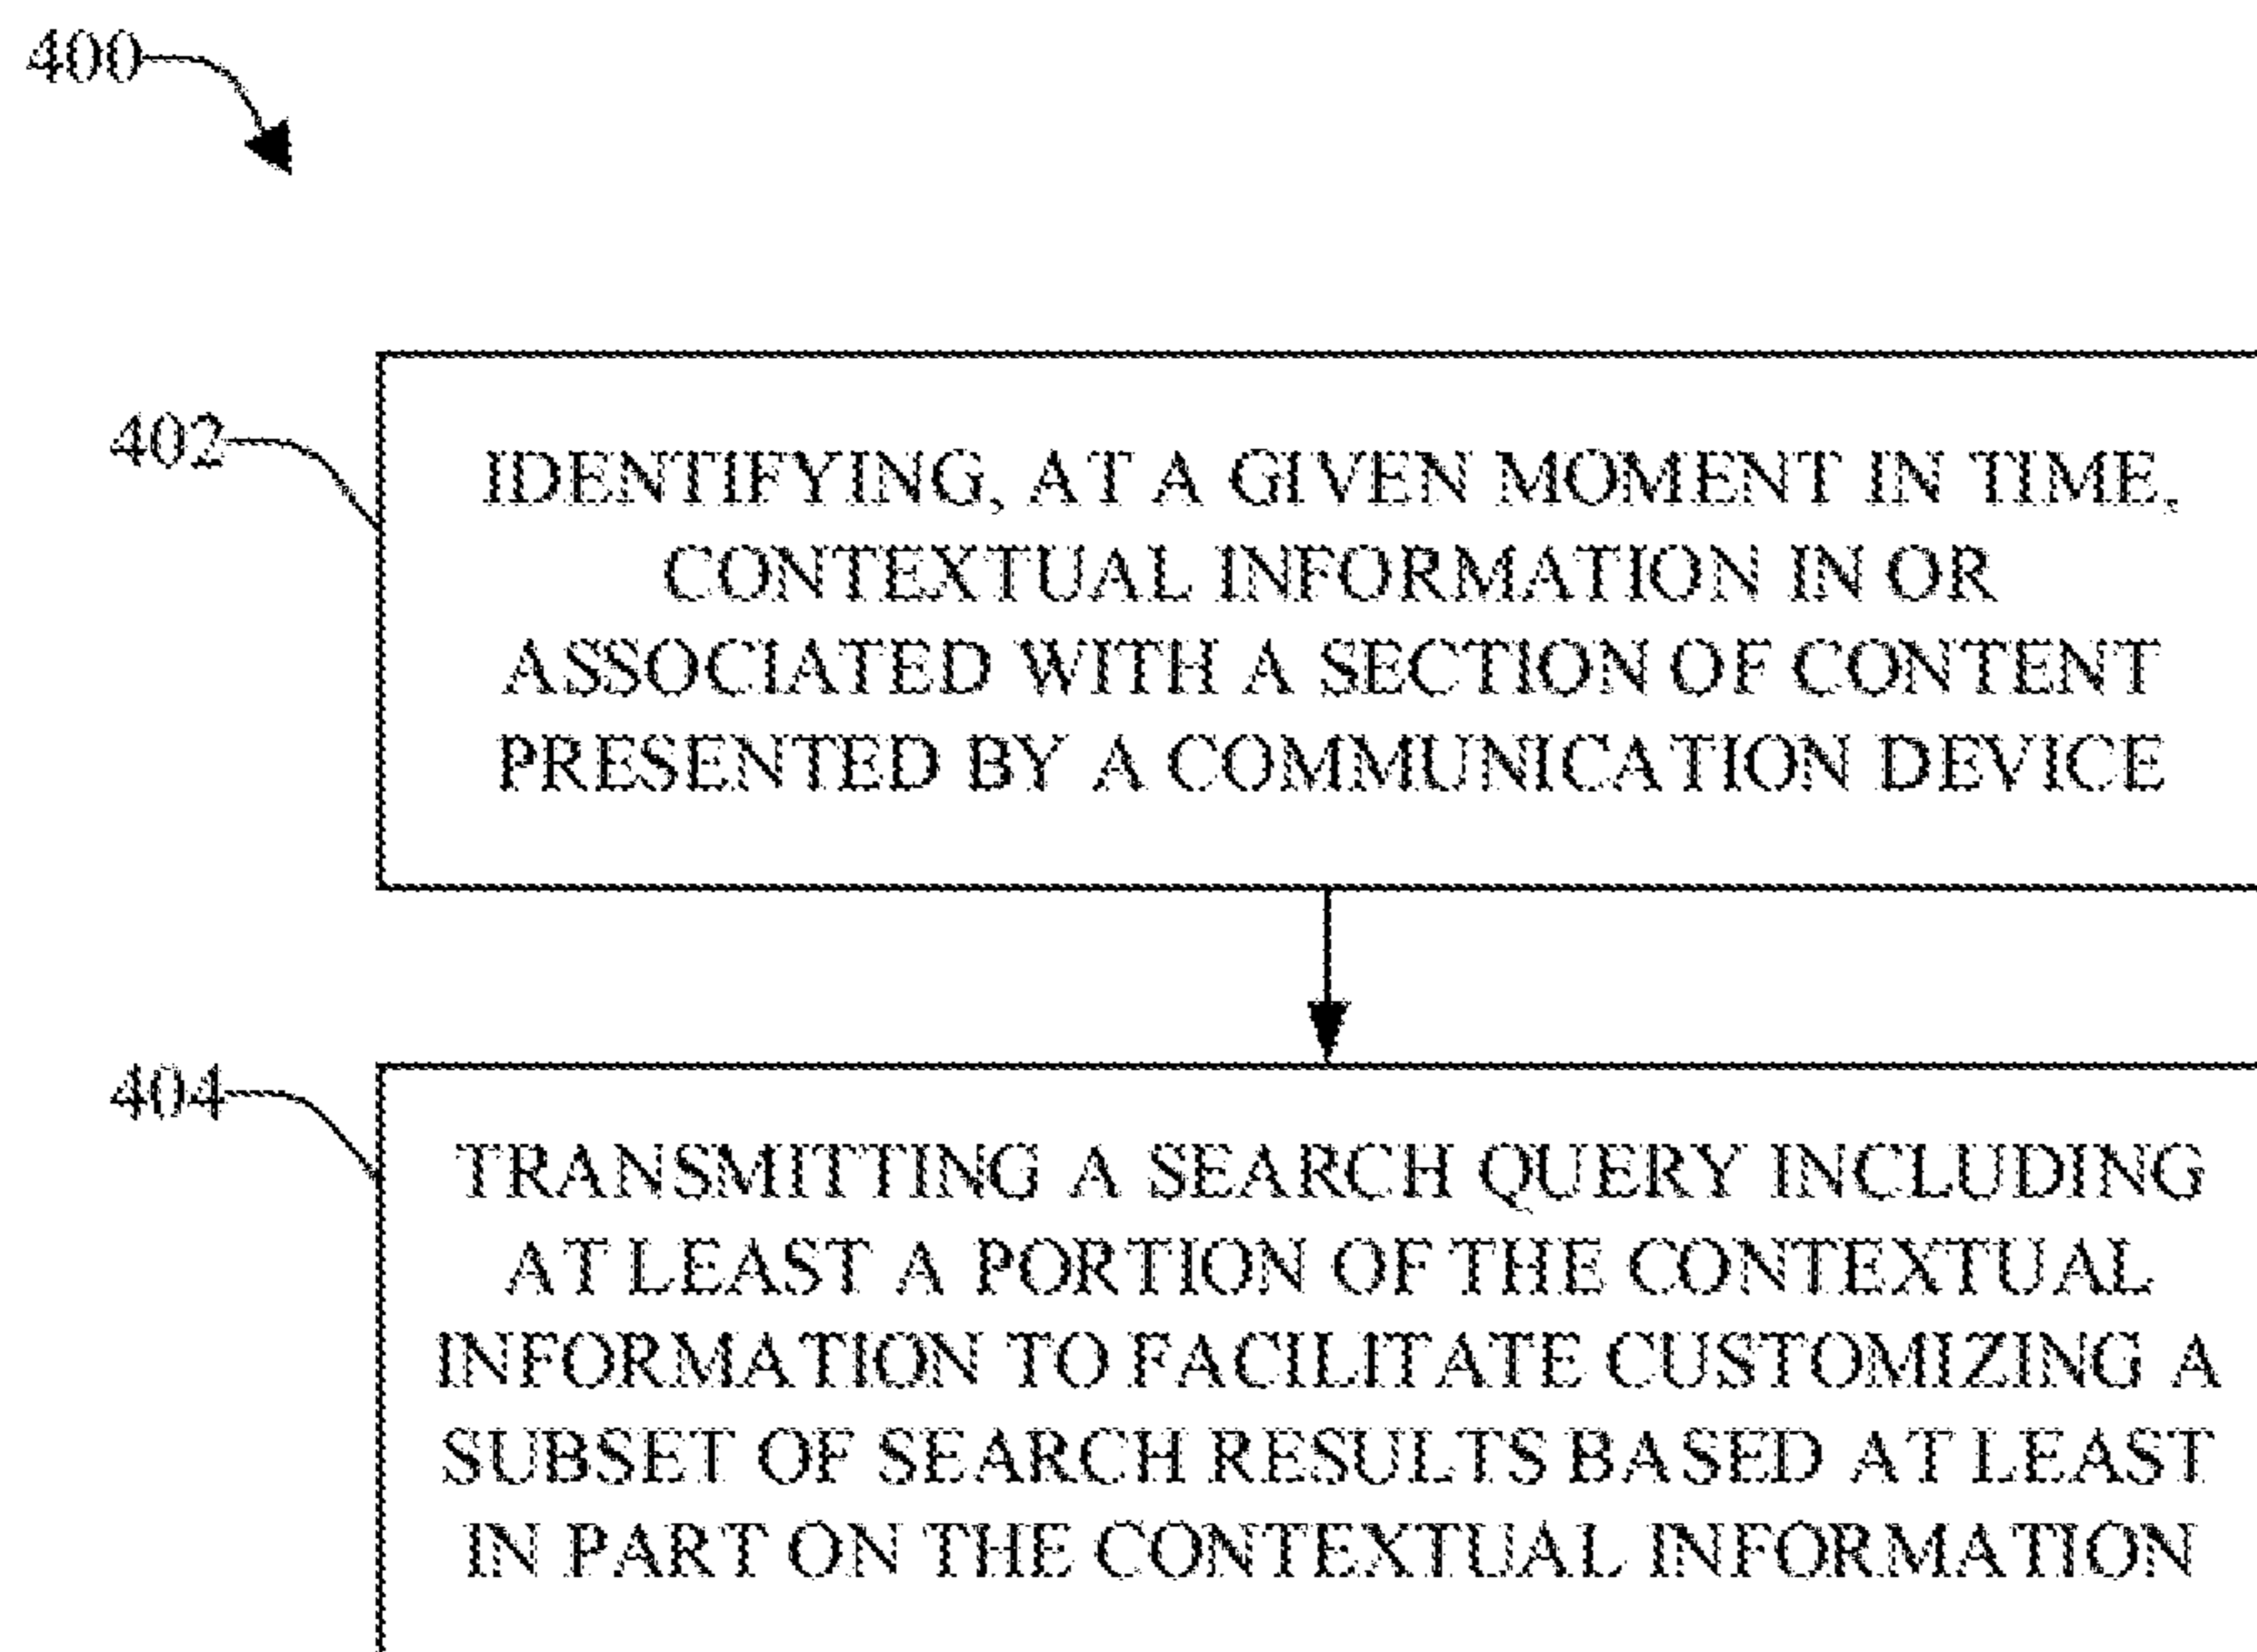 400
402
IDENTIFYING, AT A GIVEN MOMENT IN TIME,
CONTEXTUAL INFORMATION IN OR
ASSOCIATED WITH A SECTION OF CONTENT
PRESENTED BY A COMMUNICATION DEVICE
404
TRANSMITTING A SEARCH QUERY INCLUDING
AT LEAST A PORTION OF THE CONTEXTUAL
INFORMATION TO FACILITATE CUSTOMIZING A
SUBSET OF SEARCH RESULTS BASED AT LEAST
IN PART ON THE CONTEXTUAL INFORMATION